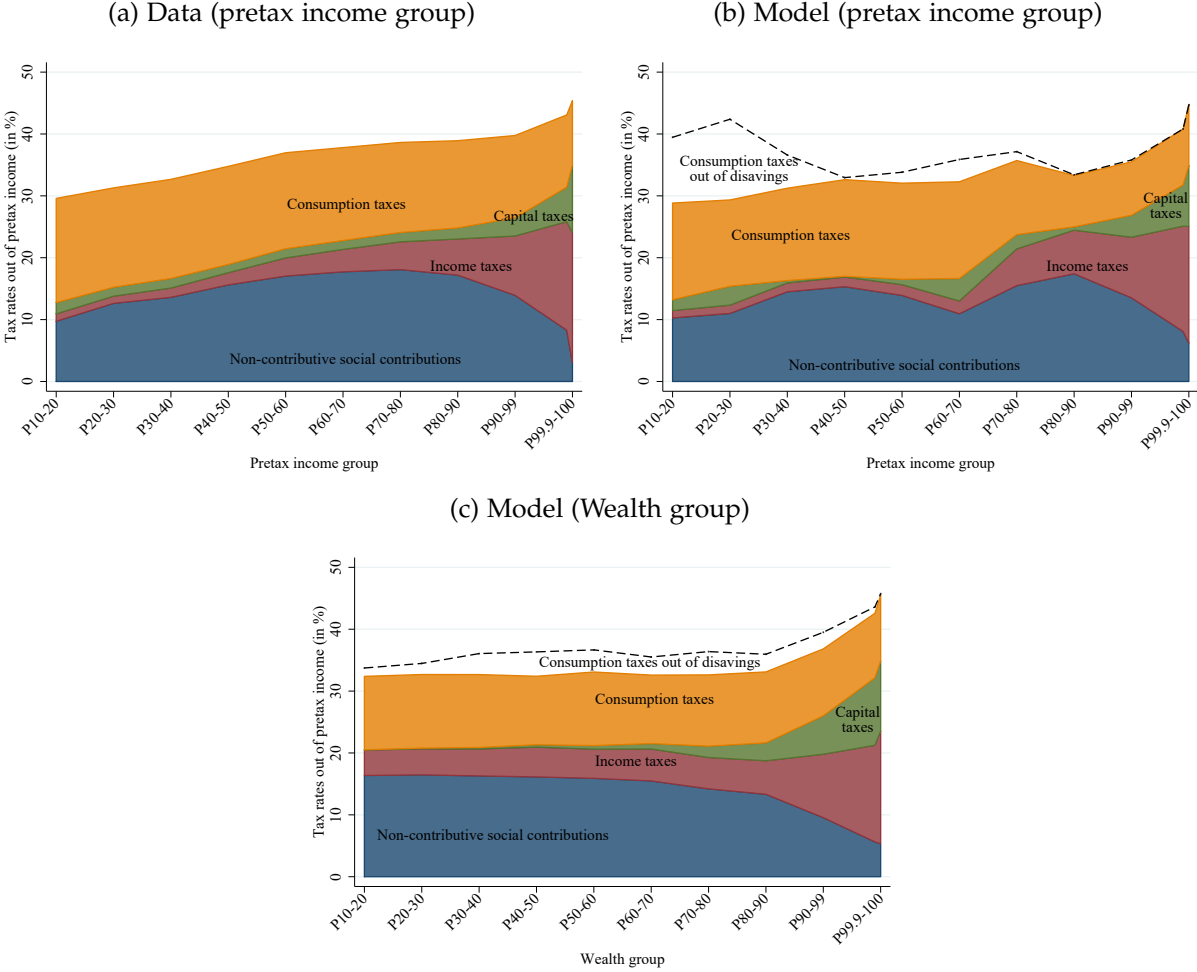 (a) Data (pretax income group)
Tax rates out of pretax income (in %)
50
40
30
20
10
0
Consumption taxes
Capital taxes
Income taxes
Non-contributive social contributions
P10-20
P20-30
P30-40
P40-50
P50-60
P60-70
P70-80
P80-90
P90-99
P99.9-100
Pretax income group
(b) Model (pretax income group)
Tax rates out of pretax income (in %)
50
40
30
20
10
0
Consumption taxes
out of disavings
Consumption taxes
Capital
taxes
Income taxes
Non-contributive social contributions
P10-20
P20-30
P30-40
P40-50
P50-60
P60-70
P70-80
P80-90
P90-99
P99.9-100
Pretax income group
(c) Model (Wealth group)
Tax rates out of pretax income (in %)
50
40
30
20
10
0
Consumption taxes out of disavings
Consumption taxes
Capital
taxes
Income taxes
Non-contributive social contributions
P10-20
P20-30
P30-40
P40-50
P50-60
P60-70
P70-80
P80-90
P90-99
P99.9-100
Wealth group